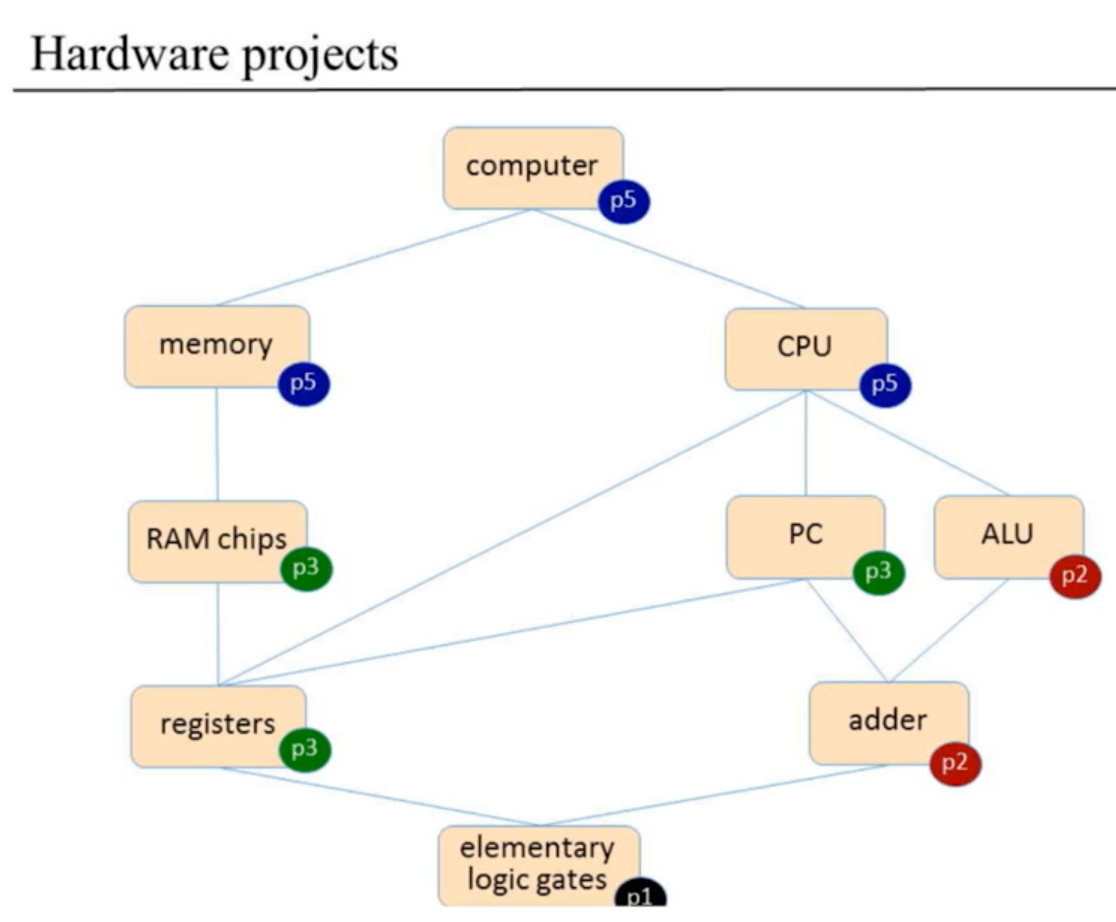 Hardware projects
computer
p5
memory
p5
CPU
p5
RAM chips
p3
PC
p3
ALU
p2
registers
p3
adder
p2
elementary
logic gates
p1